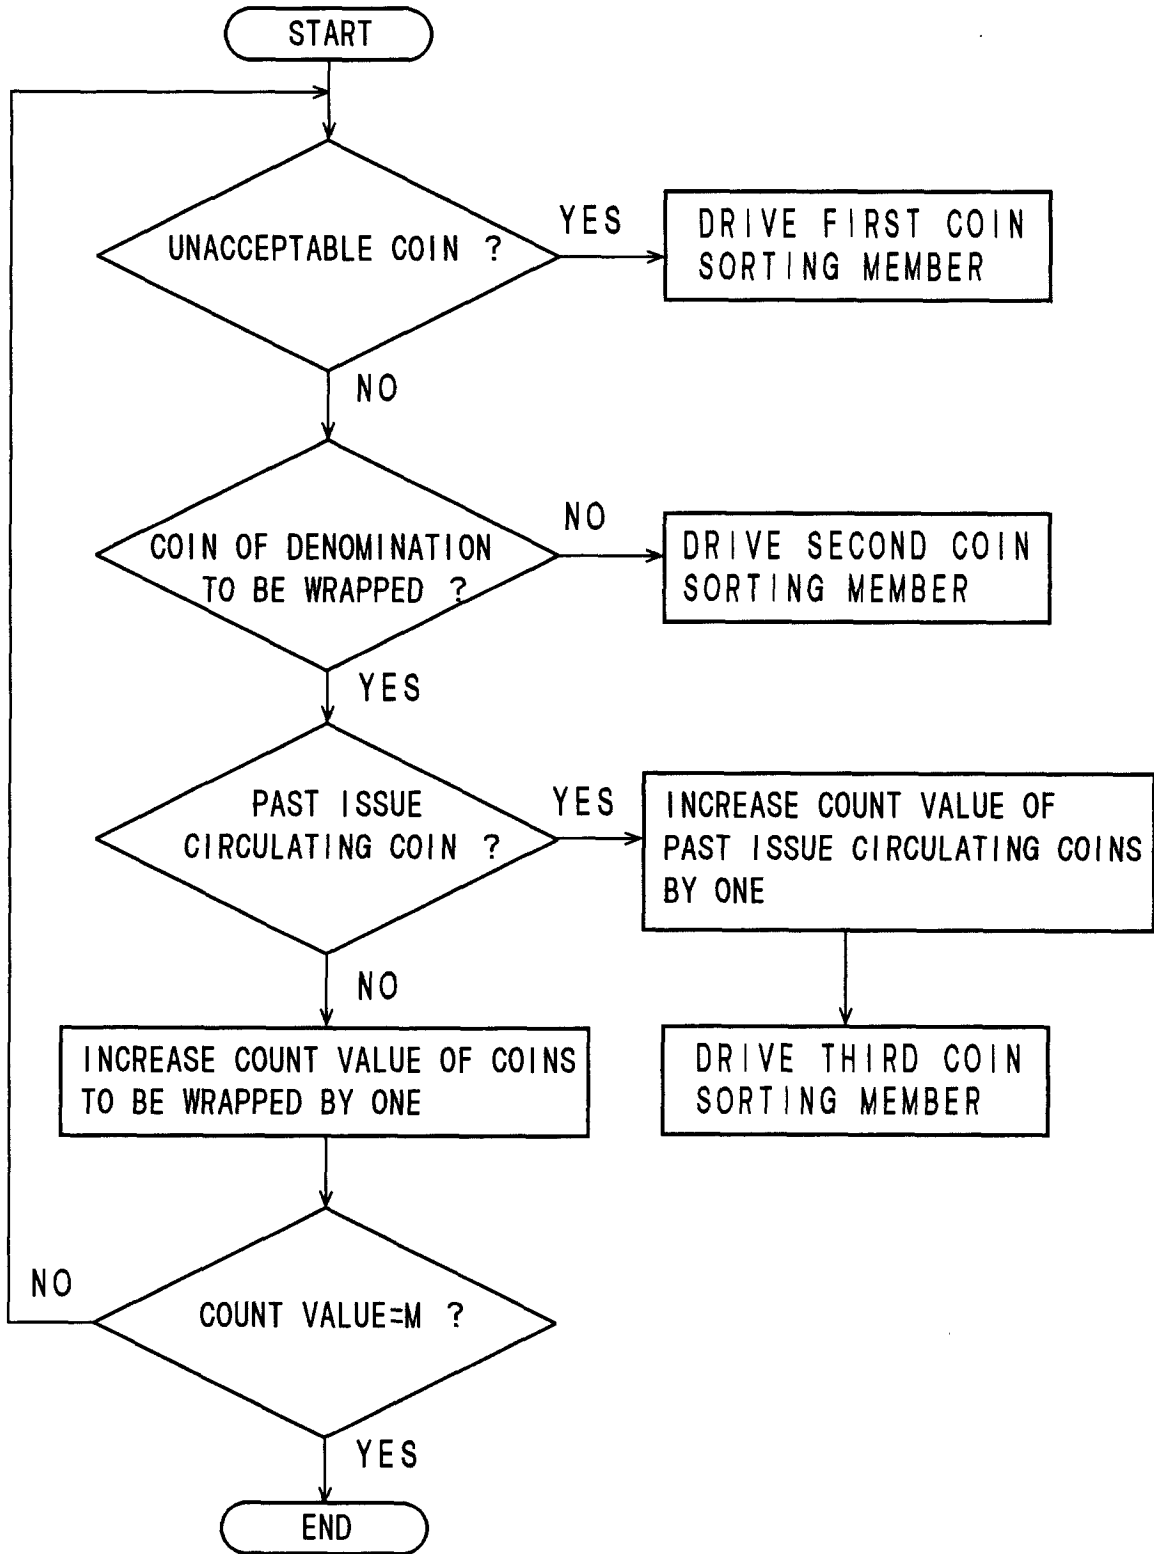 START
UNACCEPTABLE COIN ?
YES
DRIVE FIRST COIN
SORTING MEMBER
NO
COIN OF DENOMINATION
TO BE WRAPPED ?
NO
DRIVE SECOND COIN
SORTING MEMBER
YES
PAST ISSUE
CIRCULATING COIN ?
YES
INCREASE COUNT VALUE OF
PAST ISSUE CIRCULATING COINS
BY ONE
NO
INCREASE COUNT VALUE OF COINS
TO BE WRAPPED BY ONE
DRIVE THIRD COIN
SORTING MEMBER
NO
COUNT VALUE=M ?
YES
END